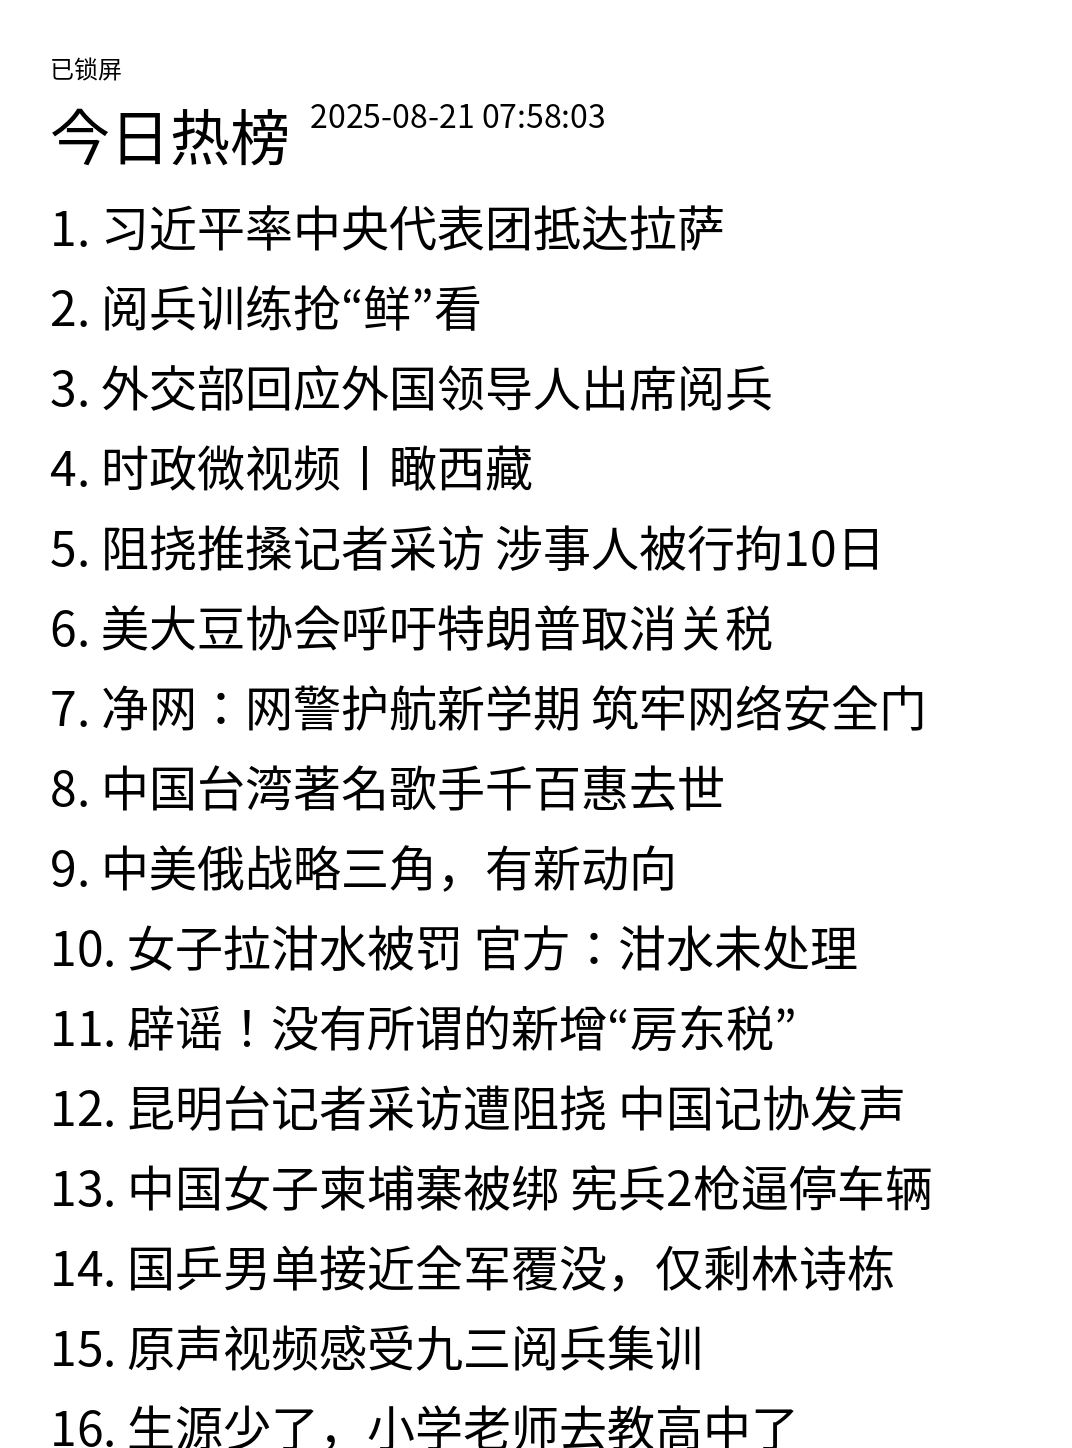 已锁屏
今日热榜 2025-08-21 07:58:03
1. 习近平率中央代表团抵达拉萨
2. 阅兵训练抢“鲜”看
3. 外交部回应外国领导人出席阅兵
4. 时政微视频丨瞰西藏
5. 阻挠推搡记者采访 涉事人被行拘10日
6. 美大豆协会呼吁特朗普取消关税
7. 净网：网警护航新学期 筑牢网络安全门
8. 中国台湾著名歌手千百惠去世
9. 中美俄战略三角，有新动向
10. 女子拉泔水被罚 官方：泔水未处理
11. 辟谣！没有所谓的新增“房东税”
12. 昆明台记者采访遭阻挠 中国记协发声
13. 中国女子柬埔寨被绑 宪兵2枪逼停车辆
14. 国乒男单接近全军覆没，仅剩林诗栋
15. 原声视频感受九三阅兵集训
16. 生源少了，小学老师去教高中了